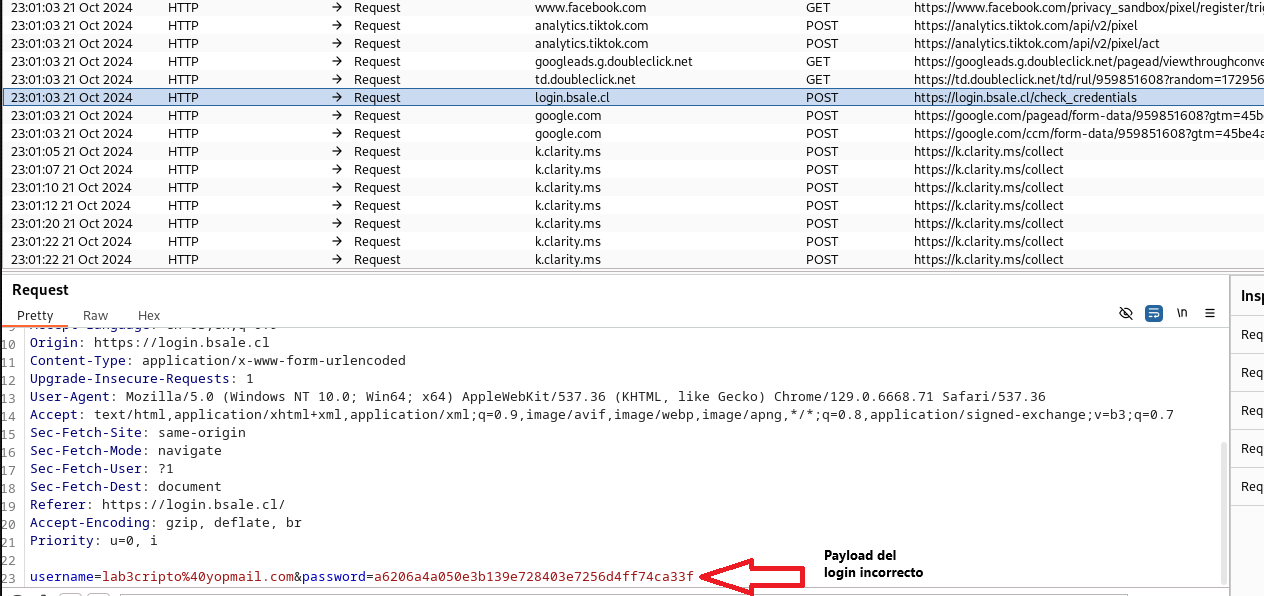 23:01:03 21 Oct 2024 HTTP → Request www.facebook.com GET https://www.facebook.com/privacy_sandbox/pixel/register/tri
23:01:03 21 Oct 2024 HTTP → Request analytics.tiktok.com POST https://analytics.tiktok.com/api/v2/pixel
23:01:03 21 Oct 2024 HTTP → Request analytics.tiktok.com POST https://analytics.tiktok.com/api/v2/pixel/act
23:01:03 21 Oct 2024 HTTP → Request googleads.g.doubleclick.net GET https://googleads.g.doubleclick.net/pagead/viewthroughconve
23:01:03 21 Oct 2024 HTTP → Request td.doubleclick.net GET https://td.doubleclick.net/td/rul/959851608?random=172956
23:01:03 21 Oct 2024 HTTP → Request login.bsale.cl POST https://login.bsale.cl/check_credentials
23:01:03 21 Oct 2024 HTTP → Request google.com POST https://google.com/pagead/form-data/959851608?gtm=45b
23:01:03 21 Oct 2024 HTTP → Request google.com POST https://google.com/ccm/form-data/959851608?gtm=45be4a
23:01:05 21 Oct 2024 HTTP → Request k.clarity.ms POST https://k.clarity.ms/collect
23:01:07 21 Oct 2024 HTTP → Request k.clarity.ms POST https://k.clarity.ms/collect
23:01:10 21 Oct 2024 HTTP → Request k.clarity.ms POST https://k.clarity.ms/collect
23:01:12 21 Oct 2024 HTTP → Request k.clarity.ms POST https://k.clarity.ms/collect
23:01:20 21 Oct 2024 HTTP → Request k.clarity.ms POST https://k.clarity.ms/collect
23:01:22 21 Oct 2024 HTTP → Request k.clarity.ms POST https://k.clarity.ms/collect
23:01:22 21 Oct 2024 HTTP → Request k.clarity.ms POST https://k.clarity.ms/collect
Request
Insp
Pretty Raw Hex
\n
Req
Req
Req
Req
Req
10 Origin: https://login.bsale.cl
11 Content-Type: application/x-www-form-urlencoded
12 Upgrade-Insecure-Requests: 1
13 User-Agent: Mozilla/5.0 (Windows NT 10.0; Win64; x64) AppleWebKit/537.36 (KHTML, like Gecko) Chrome/129.0.6668.71 Safari/537.36
14 Accept: text/html,application/xhtml+xml,application/xml;q=0.9,image/avif,image/webp,image/apng,*/*;q=0.8,application/signed-exchange;v=b3;q=0.7
15 Sec-Fetch-Site: same-origin
16 Sec-Fetch-Mode: navigate
17 Sec-Fetch-User: ?1
18 Sec-Fetch-Dest: document
19 Referer: https://login.bsale.cl/
20 Accept-Encoding: gzip, deflate, br
21 Priority: u=0, i
22
23 username=lab3cripto%40yopmail.com&password=a6206a4a050e3b139e728403e7256d4ff74ca33f
Payload del
login incorrecto